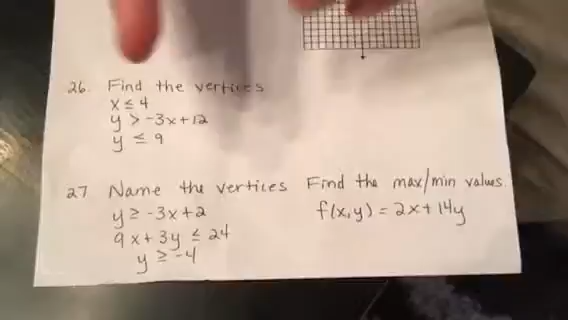 26. Find the vertices
x ≤ 4
y > -3x+12
y ≤ 9
27 Name the vertices Find the max/min values.
y ≥ -3x+2 f(x,y) = 2x+14y
9x+3y ≤ 24
y ≥ -4